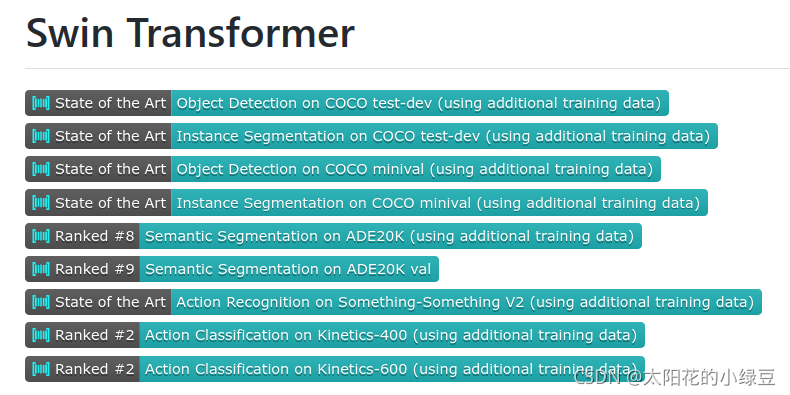 Swin Transformer
State of the Art Object Detection on COCO test-dev (using additional training data)
State of the Art Instance Segmentation on COCO test-dev (using additional training data)
State of the Art Object Detection on COCO minival (using additional training data)
State of the Art Instance Segmentation on COCO minival (using additional training data)
Ranked #8 Semantic Segmentation on ADE20K (using additional training data)
Ranked #9 Semantic Segmentation on ADE20K val
State of the Art Action Recognition on Something-Something V2 (using additional training data)
Ranked #2 Action Classification on Kinetics-400 (using additional training data)
Ranked #2 Action Classification on Kinetics-600 (using additional training data)
CSDN @太阳花的小绿豆